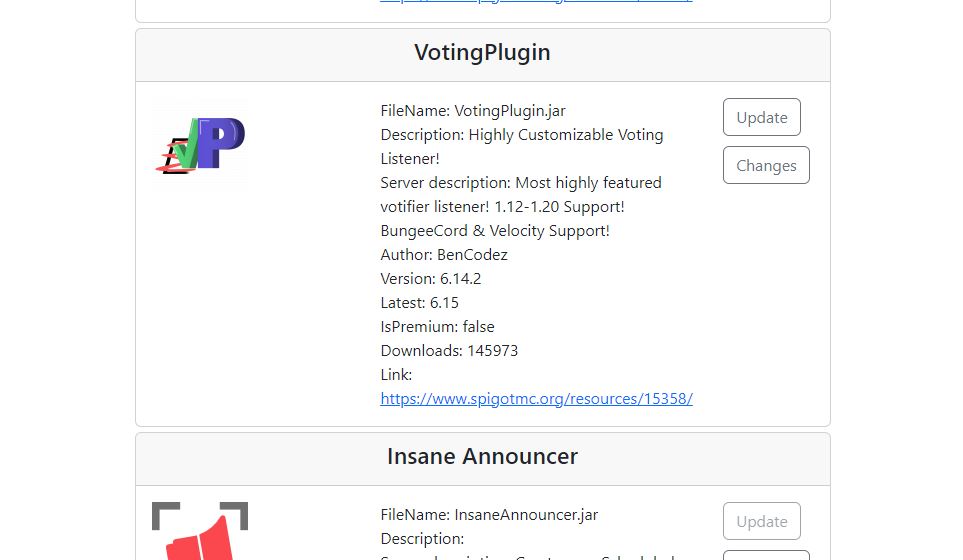 VotingPlugin
VP
FileName: VotingPlugin.jar
Description: Highly Customizable Voting
Listener!
Server description: Most highly featured
votifier listener! 1.12-1.20 Support!
BungeeCord & Velocity Support!
Author: BenCodez
Version: 6.14.2
Latest: 6.15
IsPremium: false
Downloads: 145973
Link:
https://www.spigotmc.org/resources/15358/
Update
Changes
Insane Announcer
FileName: InsaneAnnouncer.jar
Description:
Update